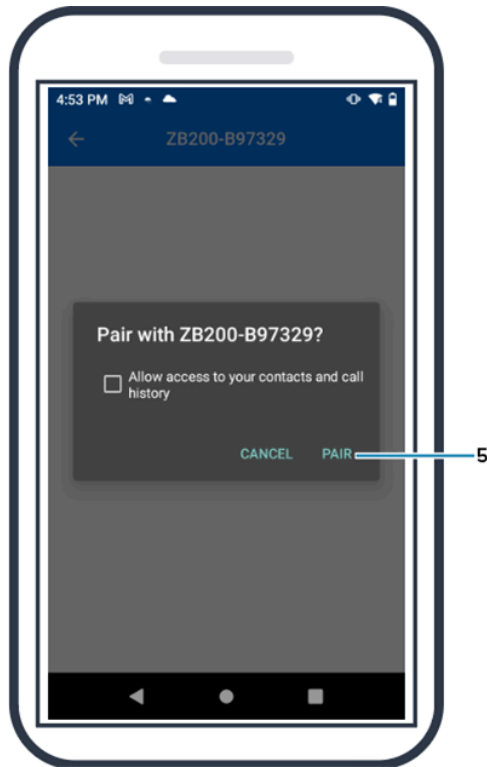 4:53 PM
ZB200-B97329
Pair with ZB200-B97329?
Allow access to your contacts and call
history
CANCEL PAIR
5